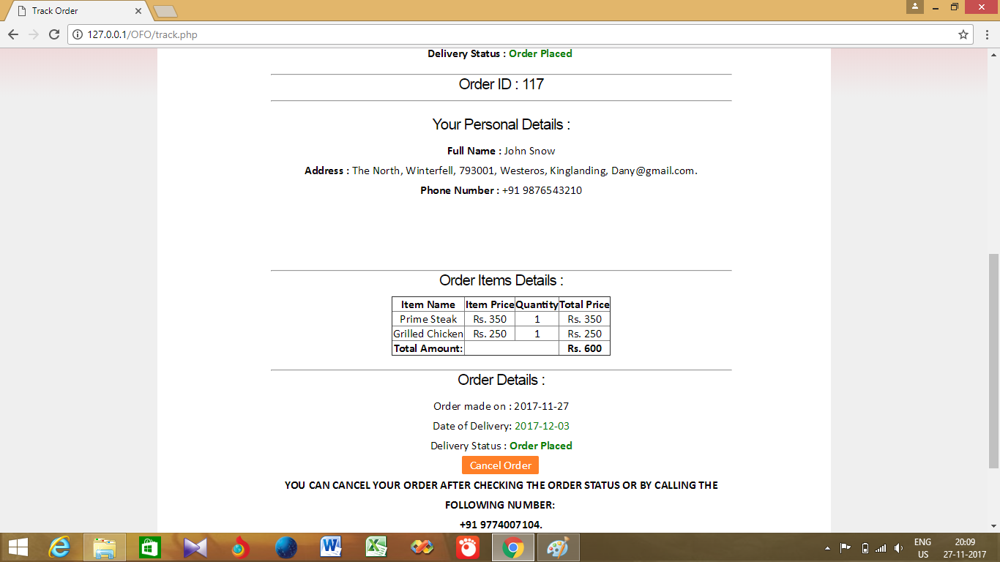 Track Order
127.0.0.1/OFO/track.php
Delivery Status : Order Placed
Order ID : 117
Your Personal Details :
Full Name : John Snow
Address : The North, Winterfell, 793001, Westeros, Kinglanding, Dany@gmail.com.
Phone Number : +91 9876543210
Order Items Details :
Item Name Item Price Quantity Total Price
Prime Steak Rs. 350 1 Rs. 350
Grilled Chicken Rs. 250 1 Rs. 250
Total Amount: Rs. 600
Order Details :
Order made on : 2017-11-27
Date of Delivery: 2017-12-03
Delivery Status : Order Placed
Cancel Order
YOU CAN CANCEL YOUR ORDER AFTER CHECKING THE ORDER STATUS OR BY CALLING THE
FOLLOWING NUMBER:
+91 9774007104.
ENG 20:09
US 27-11-2017